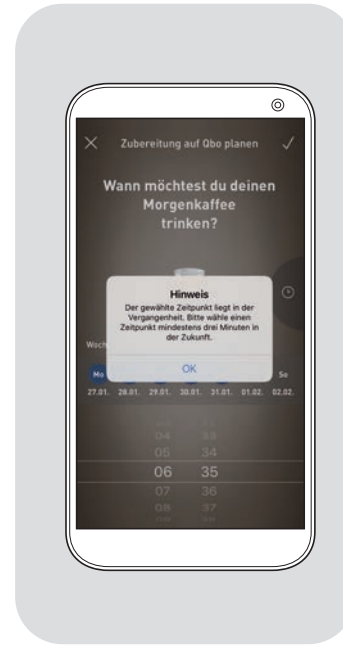 Zubereitung auf Qbo planen
Wann möchtest du deinen
Morgenkaffee
trinken?
Hinweis
Der gewählte Zeitpunkt liegt in der
Vergangenheit. Bitte wähle einen
Zeitpunkt mindestens drei Minuten in
der Zukunft.
OK
Woch
Mo So
27.01. 28.01. 29.01. 30.01. 31.01. 01.02. 02.02.
04 33
05 34
06 35
07 36
08 37